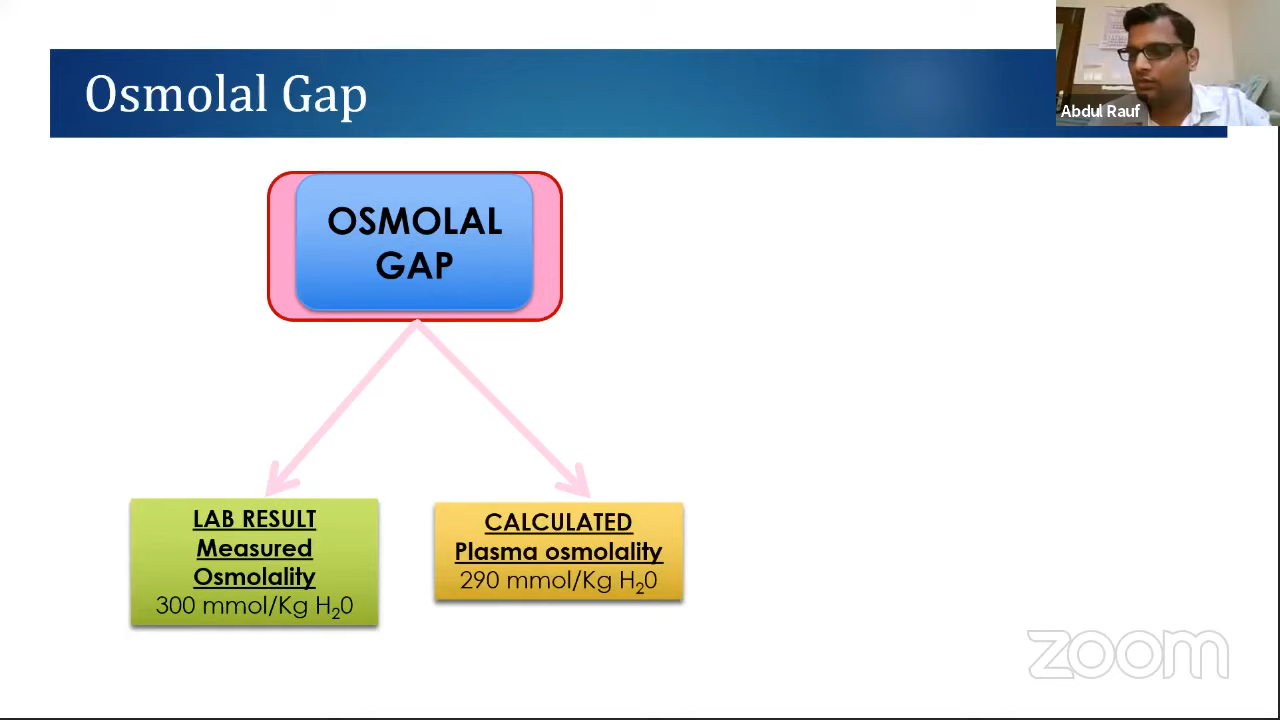 Osmolal Gap
Abdul Rauf
OSMOLAL
GAP
LAB RESULT
Measured
Osmolality
300 mmol/Kg H₂0
CALCULATED
Plasma osmolality
290 mmol/Kg H₂0
zoom